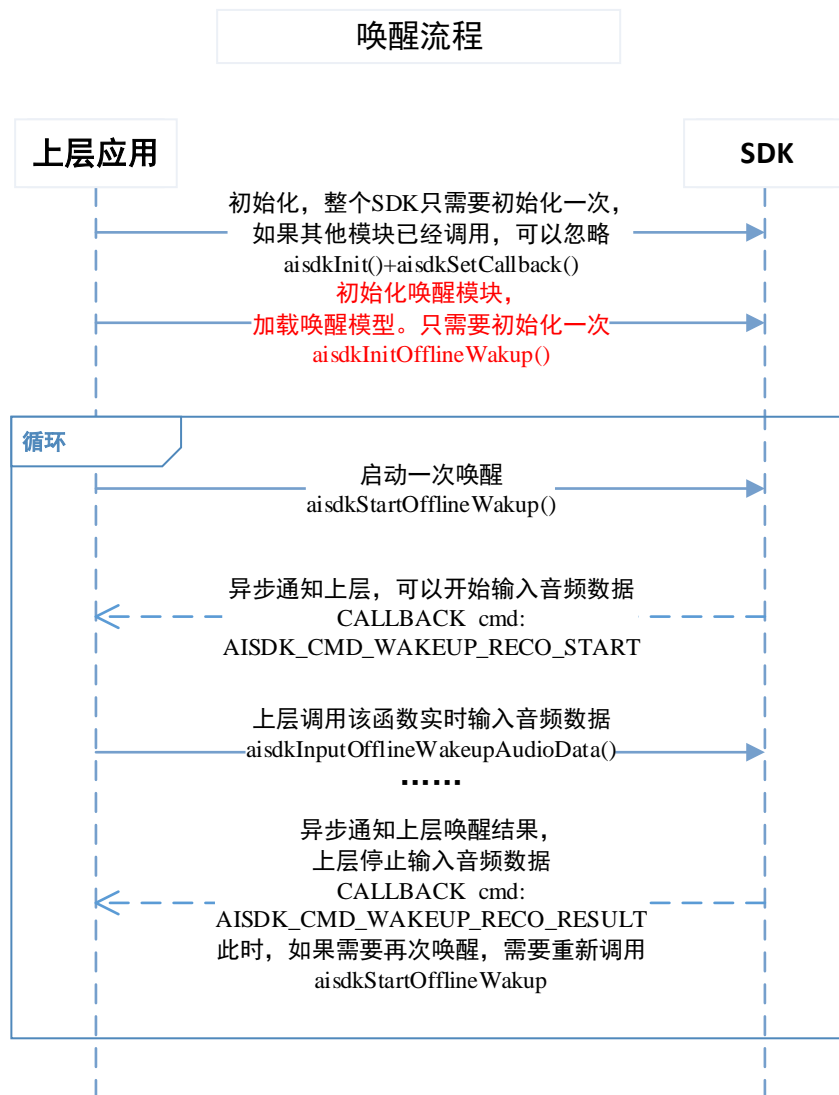 唤醒流程
上层应用
SDK
初始化，整个SDK只需要初始化一次，
如果其他模块已经调用，可以忽略
aisdkInit()+aisdkSetCallback()
初始化唤醒模块，
加载唤醒模型。只需要初始化一次
aisdkInitOfflineWakup()
循环
启动一次唤醒
aisdkStartOfflineWakup()
异步通知上层，可以开始输入音频数据
CALLBACK cmd:
AISDK_CMD_WAKEUP_RECO_START
上层调用该函数实时输入音频数据
aisdkInputOfflineWakeupAudioData()
……
异步通知上层唤醒结果，
上层停止输入音频数据
CALLBACK cmd:
AISDK_CMD_WAKEUP_RECO_RESULT
此时，如果需要再次唤醒，需要重新调用
aisdkStartOfflineWakup